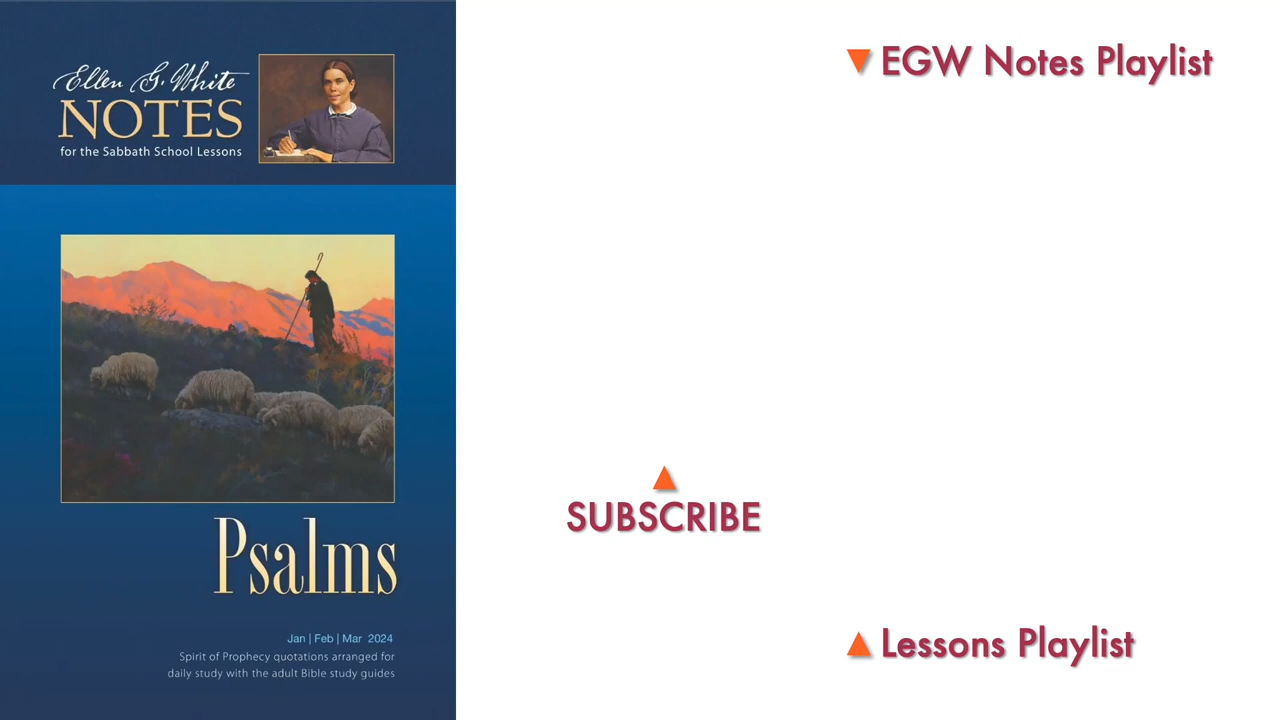 Ellen G. White
NOTES
for the Sabbath School Lessons
Psalms
Jan | Feb | Mar 2024
Spirit of Prophecy quotations arranged for
daily study with the adult Bible study guides
▼ EGW Notes Playlist
▲
SUBSCRIBE
▲ Lessons Playlist